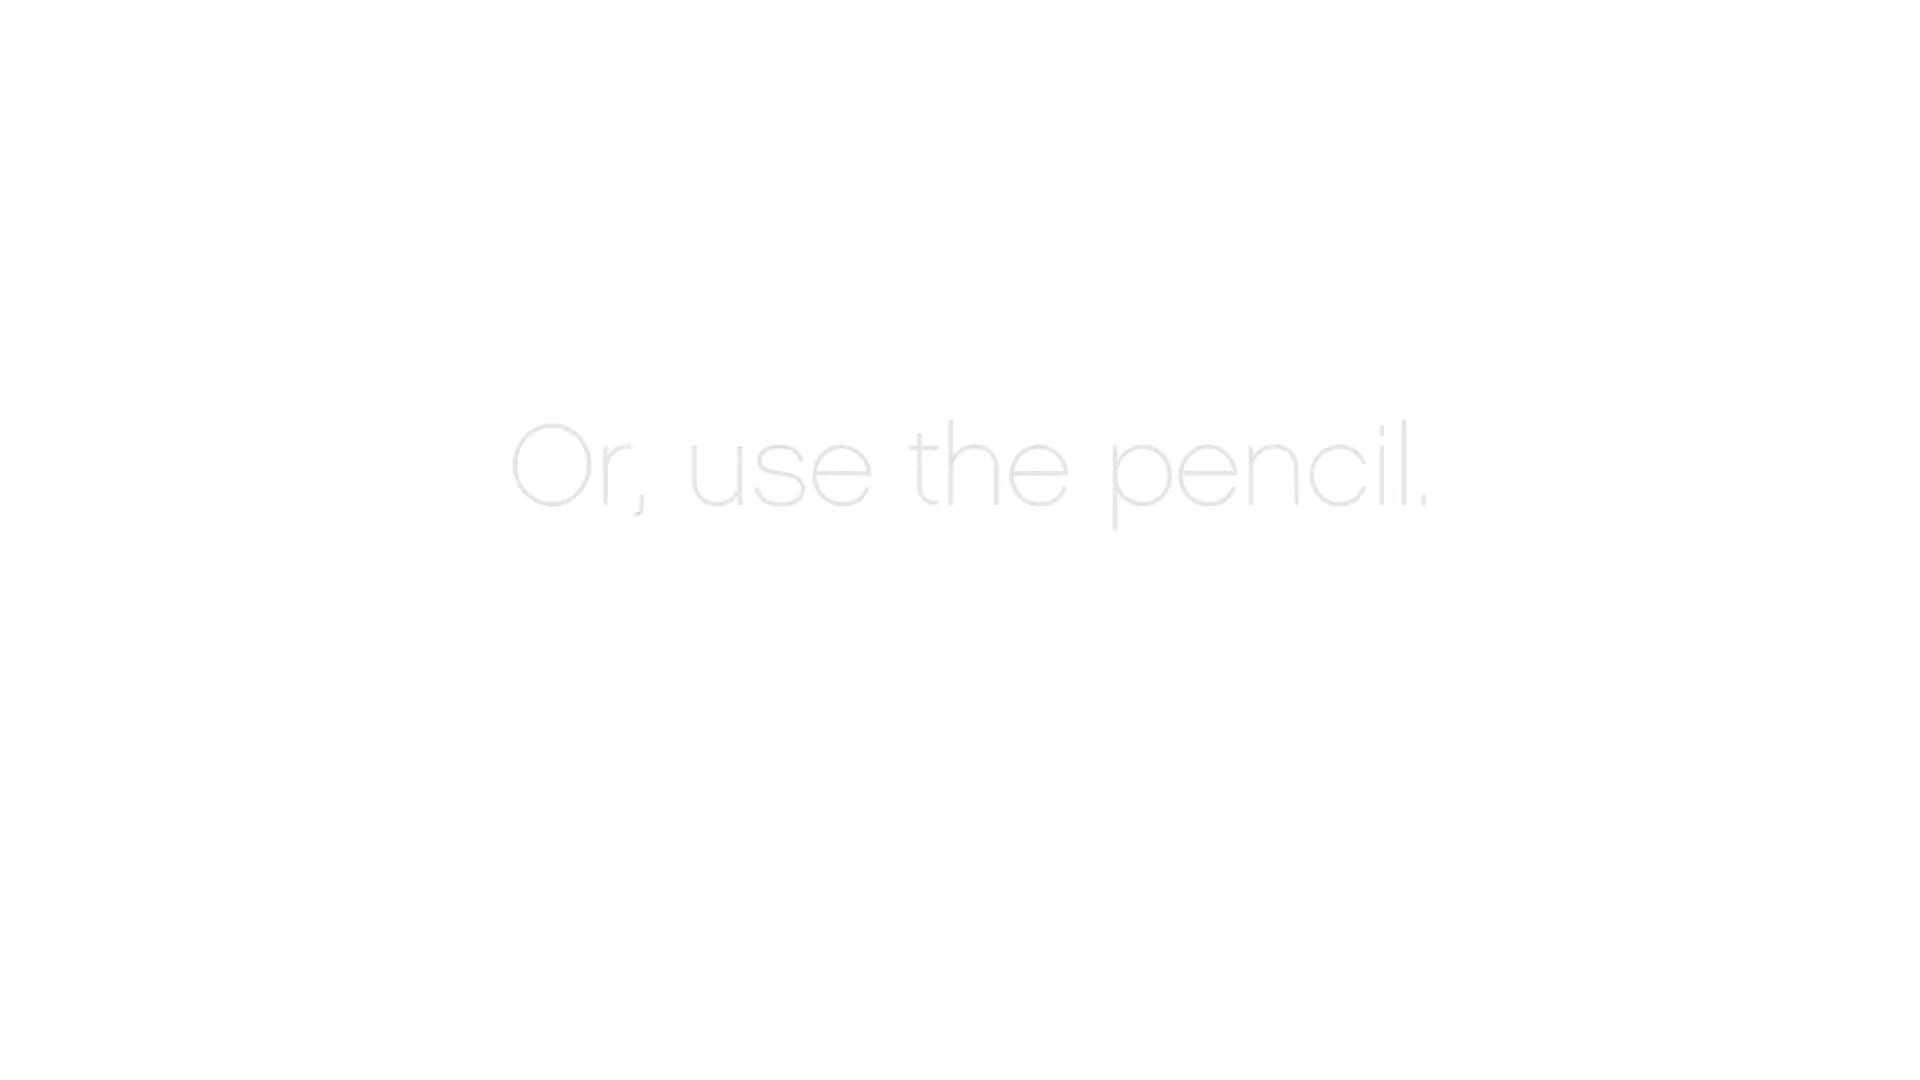 Or, use the pencil.